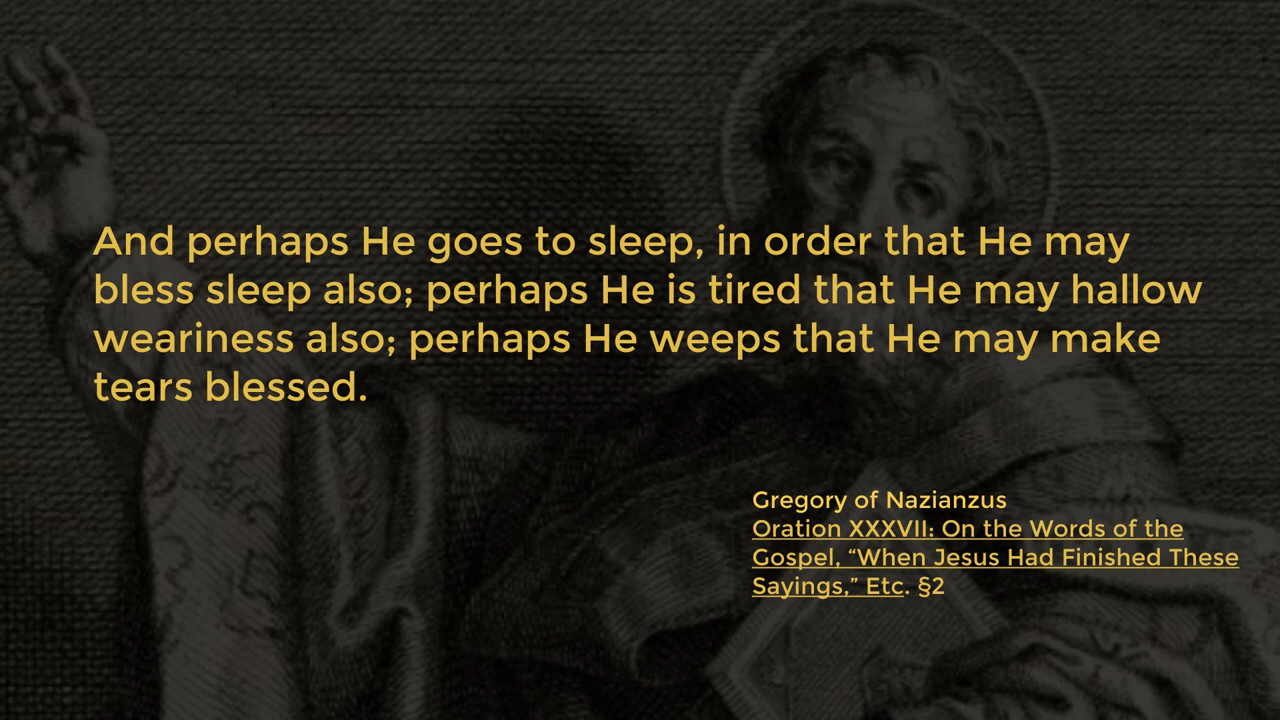 And perhaps He goes to sleep, in order that He may
bless sleep also; perhaps He is tired that He may hallow
weariness also; perhaps He weeps that He may make
tears blessed.
Gregory of Nazianzus
Oration XXXVII: On the Words of the
Gospel, “When Jesus Had Finished These
Sayings,” Etc. §2